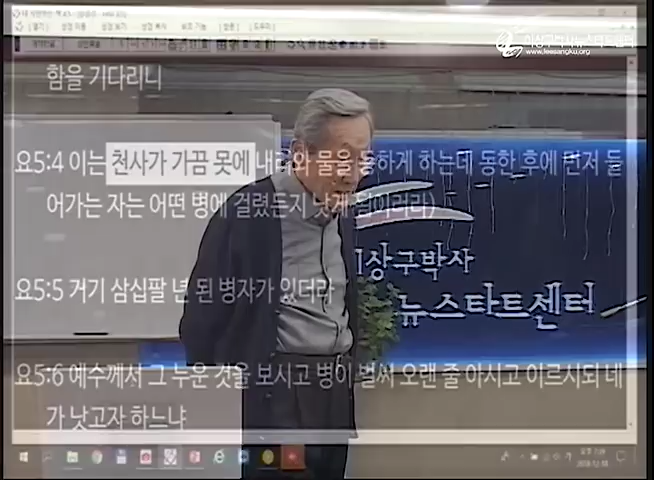 www.leesangku.org
함을 기다리니
요5:4 이는 천사가 가끔 못에 내려와 물을 동하게 하는데 동한 후에 먼저 들
어가는 자는 어떤 병에 걸렸든지 낫게 됨이러라)
이상구박사
뉴스타트센터
요5:5 거기 삼십팔 년 된 병자가 있더라
요5:6 예수께서 그 누운 것을 보시고 병이 벌써 오랜 줄 아시고 이르시되 네
가 낫고자 하느냐